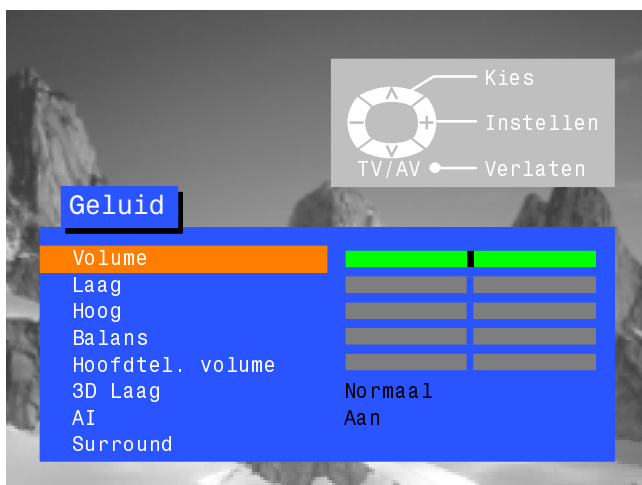 Kies
Instellen
TV/AV Verlaten
Geluid
Volume
Laag
Hoog
Balans
Hoofdtel. volume
3D Laag Normaal
AI Aan
Surround